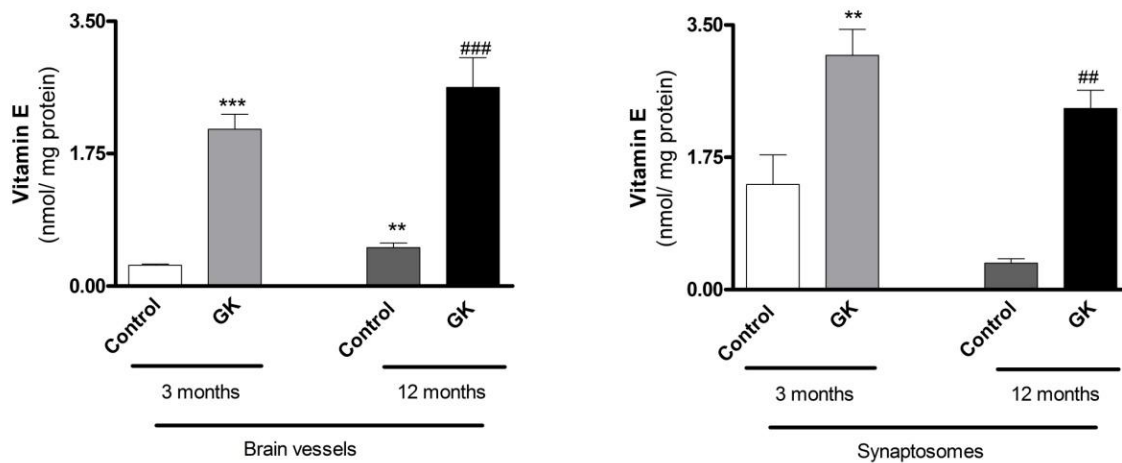 3.50
1.75
0.00
Vitamin E
(nmol/ mg protein)
***
**
###
Control
GK
Control
GK
3 months
12 months
Brain vessels
3.50
1.75
0.00
Vitamin E
(nmol/ mg protein)
**
##
Control
GK
Control
GK
3 months
12 months
Synaptosomes